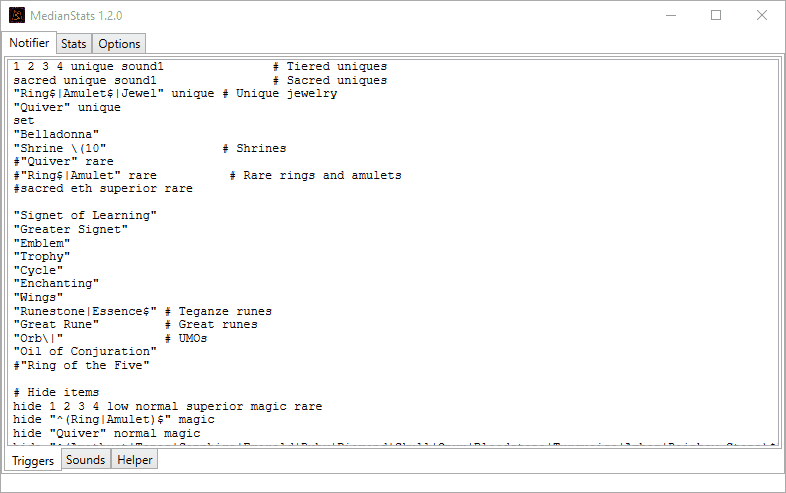 MedianStats 1.2.0
Notifier Stats Options
1 2 3 4 unique sound1 # Tiered uniques
sacred unique sound1 # Sacred uniques
"Ring$|Amulet$|Jewel" unique # Unique jewelry
"Quiver" unique
set
"Belladonna"
"Shrine \(10" # Shrines
#"Quiver" rare
#"Ring$|Amulet" rare # Rare rings and amulets
#sacred eth superior rare
"Signet of Learning"
"Greater Signet"
"Emblem"
"Trophy"
"Cycle"
"Enchanting"
"Wings"
"Runestone|Essence$" # Teganze runes
"Great Rune" # Great runes
"Orb\|" # UMOs
"Oil of Conjuration"
#"Ring of the Five"
# Hide items
hide 1 2 3 4 low normal superior magic rare
hide "^(Ring|Amulet)$" magic
hide "Quiver" normal magic
Triggers Sounds Helper